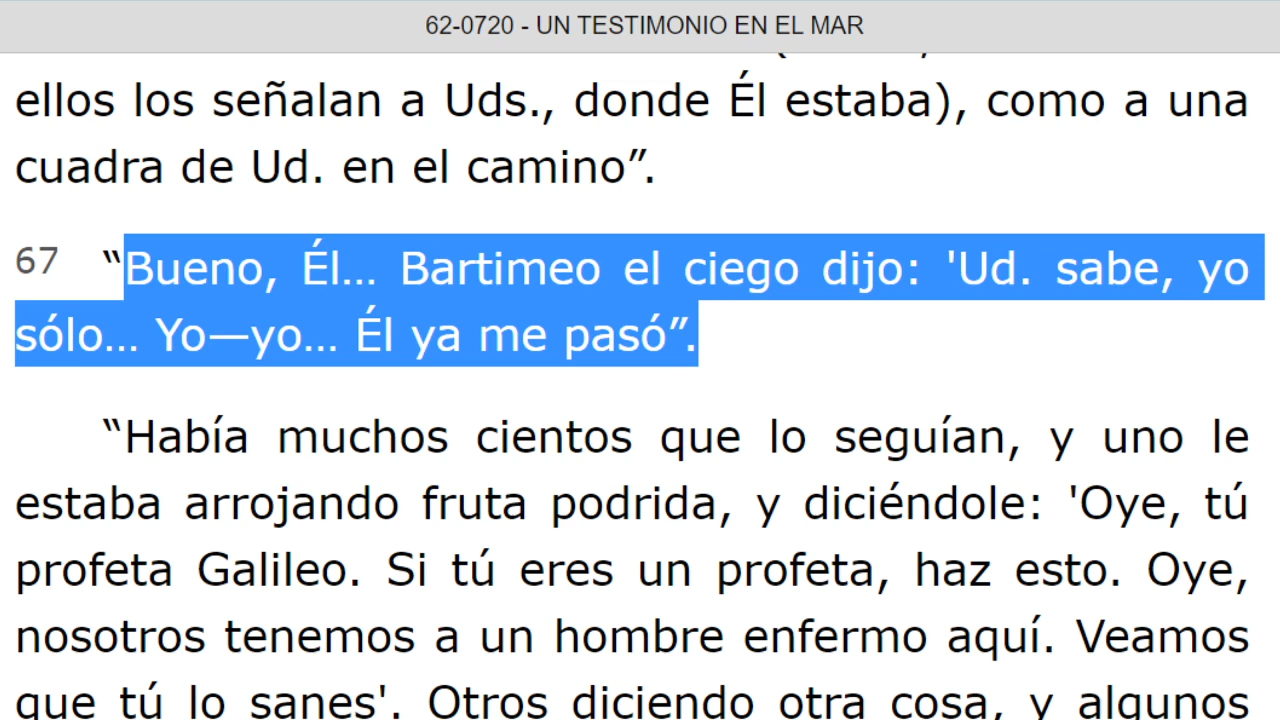 62-0720 - UN TESTIMONIO EN EL MAR
ellos los señalan a Uds., donde Él estaba), como a una
cuadra de Ud. en el camino”.
67 “Bueno, Él… Bartimeo el ciego dijo: 'Ud. sabe, yo
sólo… Yo—yo… Él ya me pasó”.
“Había muchos cientos que lo seguían, y uno le
estaba arrojando fruta podrida, y diciéndole: 'Oye, tú
profeta Galileo. Si tú eres un profeta, haz esto. Oye,
nosotros tenemos a un hombre enfermo aquí. Veamos
que tú lo sanes'. Otros diciendo otra cosa, y algunos